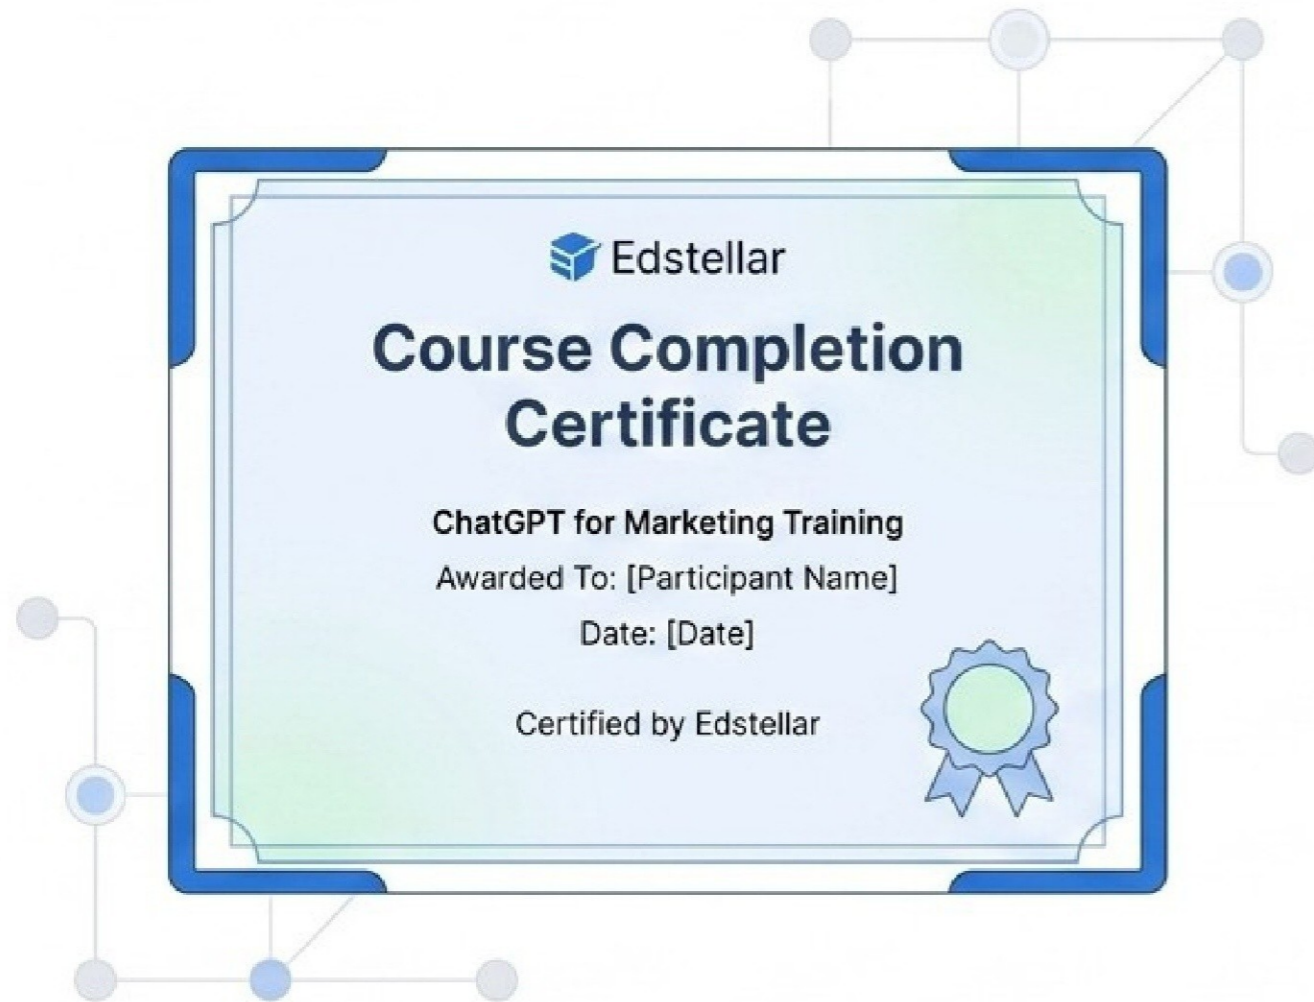 Edstellar
Course Completion
Certificate
ChatGPT for Marketing Training
Awarded To: [Participant Name]
Date: [Date]
Certified by Edstellar